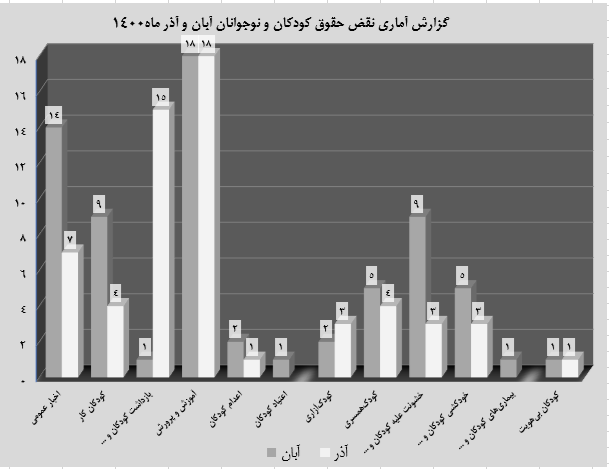 گزارش آماری نقض حقوق کودکان و نوجوانان آبان و آذر ماه۱۴۰۰
۱۸
۱۶
۱۴
۱۲
۱۰
۸
۶
۴
۲
۰
۱۴ ۷
۹ ۴
۱ ۱۵
۱۸ ۱۸
۲ ۱
۱
۲ ۳
۵ ۴
۹ ۳
۵ ۳
۱
۱ ۱
اخبار عمومی
کودکان کار
بازداشت کودکان و ...
آموزش و پرورش
اعدام کودکان
اعتیاد کودکان
کودک‌آزاری
کودک‌همسری
خشونت علیه کودکان و ...
خودکشی کودکان و ...
بیماری‌های کودکان و ...
کودکان بی‌هویت
آبان آذر